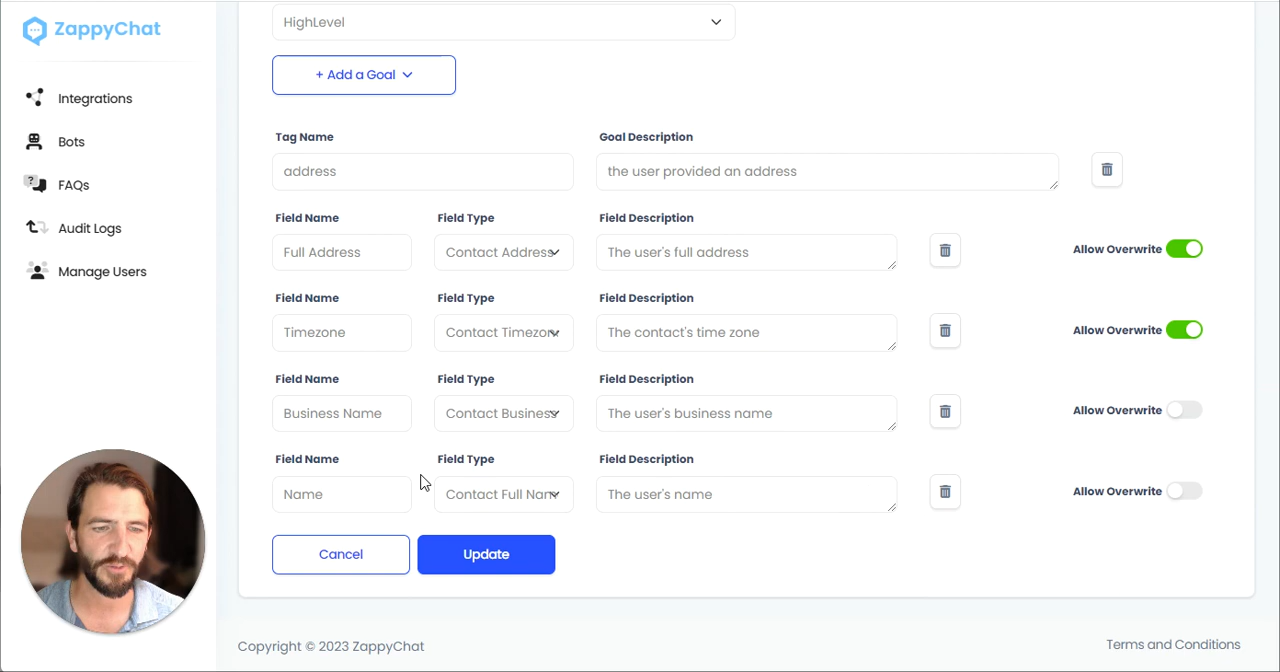 ZappyChat
Integrations
Bots
FAQs
Audit Logs
Manage Users
HighLevel
+ Add a Goal
Tag Name Goal Description
address the user provided an address
Field Name Field Type Field Description
Full Address Contact Address The user's full address Allow Overwrite
Field Name Field Type Field Description
Timezone Contact Timezon The contact's time zone Allow Overwrite
Field Name Field Type Field Description
Business Name Contact Business The user's business name Allow Overwrite
Field Name Field Type Field Description
Name Contact Full Nam The user's name Allow Overwrite
Cancel Update
Copyright © 2023 ZappyChat Terms and Conditions